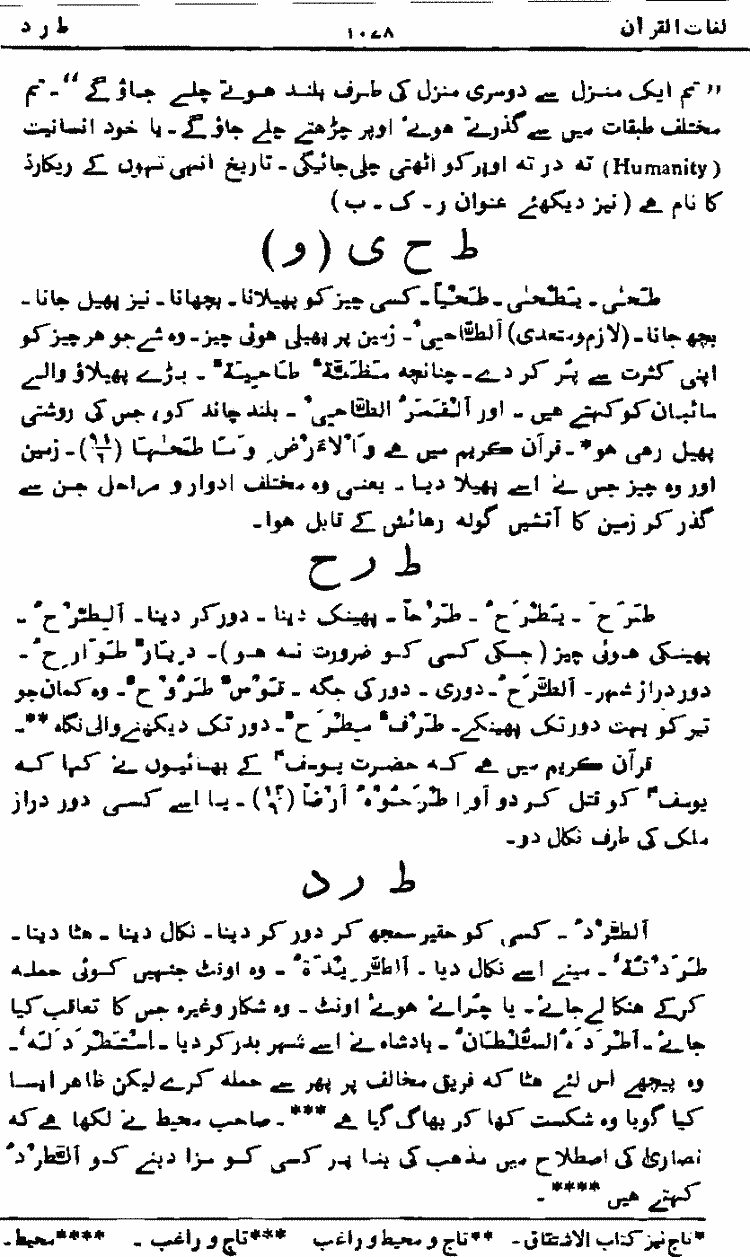 لغات القرآن ۱۰۷۸ ط ر د
”تم ایک منزل سے دوسری منزل کی طرف بلند ہوتے چلے جاؤ گے“۔ تم
مختلف طبقات میں سے گذرتے ہوئے اوپر چڑھتے چلے جاؤ گے۔ یا خود انسانیت
(Humanity) تہ در تہ اوپر کو اٹھتی چلی جائیگی۔ تاریخ انہی تہوں کے ریکارڈ
کا نام ہے (نیز دیکھئے عنوان ر۔ ک۔ ب)
ط ح ی (و)
طَحٰی۔ یَطْحٰی۔ طَحْیاً۔ کسی چیز کو پھیلانا۔ بچھانا۔ نیز پھیل جانا۔
بچھ جانا۔ (لازم و متعدی) اَلطَّاحِیْ۔ زمین پر پھیلی ہوئی چیز۔ وہ شے جو ہر چیز کو
اپنی کثرت سے پُر کر دے۔ چنانچہ مَظَلَّۃٌ طَاحِیَۃٌ۔ بڑے پھیلاؤ والے
سائبان کو کہتے ہیں۔ اور اَلْقَمَرُ الطَّاحِیْ۔ بلند چاند کو، جس کی روشنی
پھیل رہی ہو*۔ قرآن کریم میں ہے وَالْاَرْضِ وَمَا طَحٰہَا (۹۱/۶)۔ زمین
اور وہ چیز جس نے اسے پھیلا دیا۔ یعنی وہ مختلف ادوار و مراحل جن سے
گذر کر زمین کا آتشیں گولہ رہائش کے قابل ہوا۔
ط ر ح
طَرَحَ۔ یَطْرَحُ۔ طَرْحاً۔ پھینک دینا۔ دور کر دینا۔ اَلطِّرْحُ۔
پھینکی ہوئی چیز (جسکی کسی کو ضرورت نہ ہو)۔ دِیَارٌ طَوَارِحُ۔
دور دراز شہر۔ اَلطَّرَحُ۔ دوری۔ دور کی جگہ۔ قَوْسٌ طَرُوْحٌ۔ وہ کمان جو
تیر کو بہت دور تک پھینکے۔ طَرْفٌ مِطْرَحٌ۔ دور تک دیکھنے والی نگاہ**۔
قرآن کریم میں ہے کہ حضرت یوسفؑ کے بھائیوں نے کہا کہ
یوسفؑ کو قتل کر دو اَوِ اطْرَحُوْہُ اَرْضاً (۱۲/۹)۔ یا اسے کسی دور دراز
ملک کی طرف نکال دو۔
ط ر د
اَلطَّرْدُ۔ کسی کو حقیر سمجھ کر دور کر دینا۔ نکال دینا۔ ہٹا دینا۔
طَرَدْتُہٗ۔ مینے اسے نکال دیا۔ اَلطَّرِیْدَۃُ۔ وہ اونٹ جنہیں کوئی حملہ
کرکے ہنکا لے جائے۔ یا چرائے ہوئے اونٹ۔ وہ شکار وغیرہ جس کا تعاقب کیا
جائے۔ اَطْرَدَہُ السُّلْطَانُ۔ بادشاہ نے اسے شہر بدر کر دیا۔ اِسْتَطْرَدَ لَہٗ۔
وہ پیچھے اس لئے ہٹا کہ فریق مخالف پر پھر سے حملہ کرے لیکن ظاہر ایسا
کیا گویا وہ شکست کھا کر بھاگ گیا ہے***۔ صاحب محیط نے لکھا ہے کہ
نصاریٰ کی اصطلاح میں مذہب کی بنا پر کسی کو سزا دینے کو اَلطَّرْدُ
کہتے ہیں****۔
*تاج نیز کتاب الاشتقاق۔ **تاج و محیط و راغب ***تاج و راغب۔ ****محیط۔